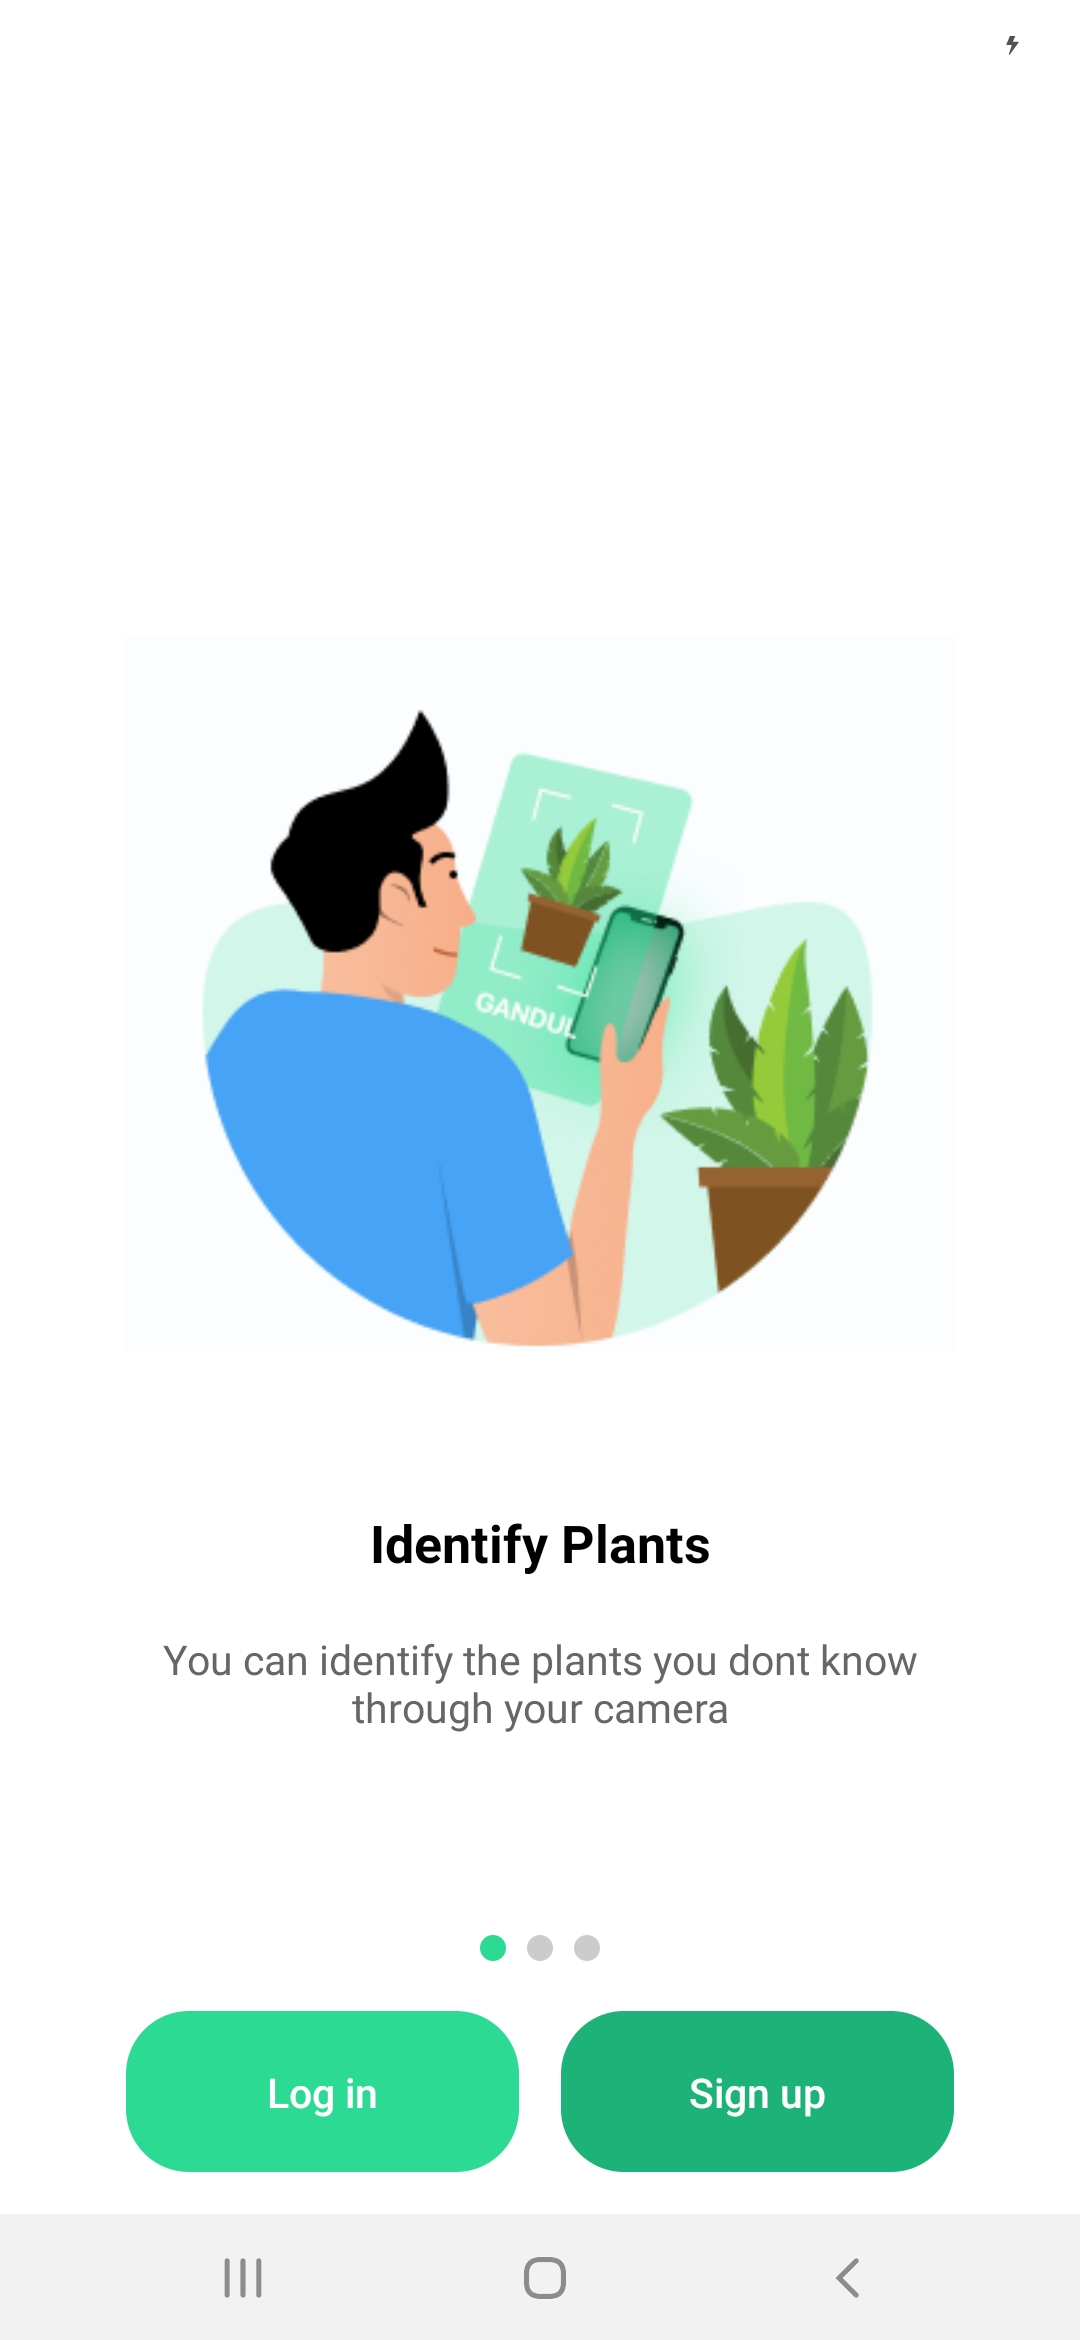 GANDUL
Identify Plants
You can identify the plants you dont know
through your camera
Log in
Sign up